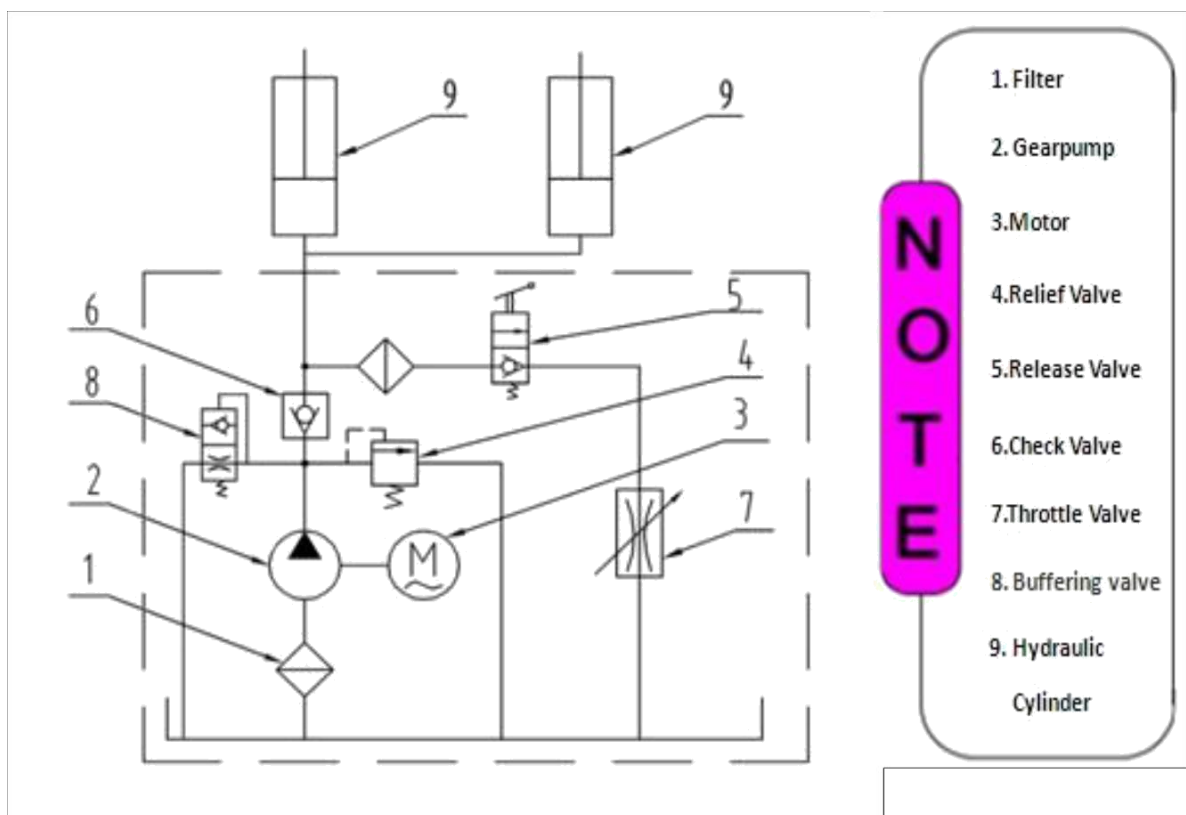 9
9
6
5
8
4
3
2
7
1
M
NOTE
1. Filter
2. Gearpump
3.Motor
4.Relief Valve
5.Release Valve
6.Check Valve
7.Throttle Valve
8. Buffering valve
9. Hydraulic
Cylinder